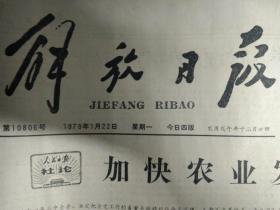 解放日报
JIEFANG RIBAO
第10806号 1979年1月22日 星期一 今日四版
人民日报
社论
加快农业